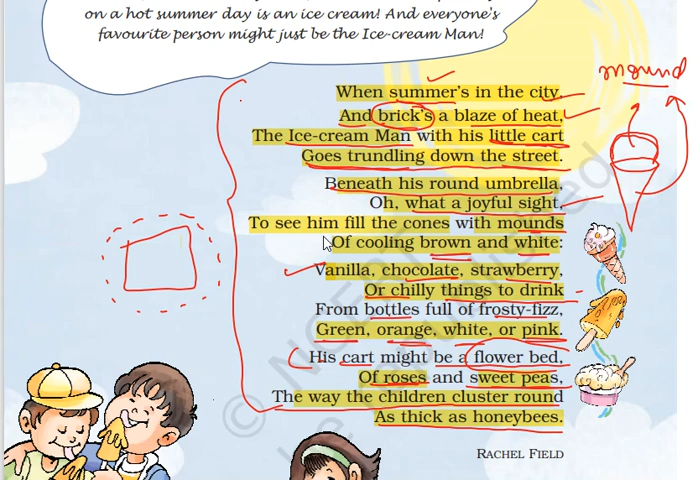 on a hot summer day is an ice cream! And everyone's
favourite person might just be the Ice-cream Man!
mound
When summer's in the city,
And brick's a blaze of heat,
The Ice-cream Man with his little cart
Goes trundling down the street.
Beneath his round umbrella,
Oh, what a joyful sight,
To see him fill the cones with mounds
Of cooling brown and white:
Vanilla, chocolate, strawberry,
Or chilly things to drink
From bottles full of frosty-fizz,
Green, orange, white, or pink.
His cart might be a flower bed,
Of roses and sweet peas,
The way the children cluster round
As thick as honeybees.
RACHEL FIELD